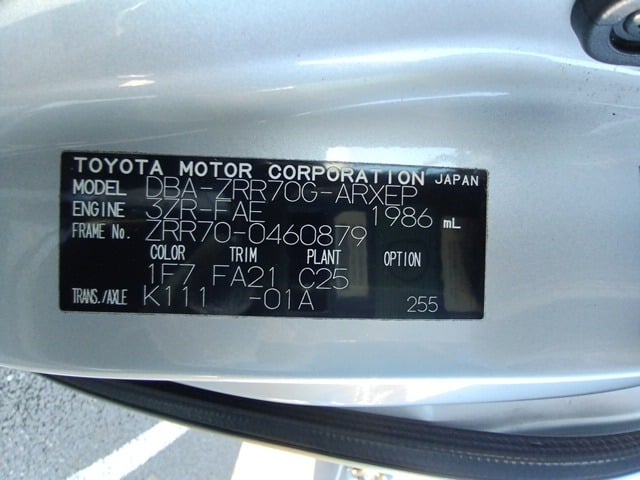 TOYOTA MOTOR CORPORATION JAPAN
MODEL DBA-ZRR70G-ARXEP
ENGINE 3ZR-FAE 1986 mL
FRAME No. ZRR70-0460879
COLOR TRIM PLANT OPTION
1F7 FA21 C25
TRANS./AXLE K111 -01A 255